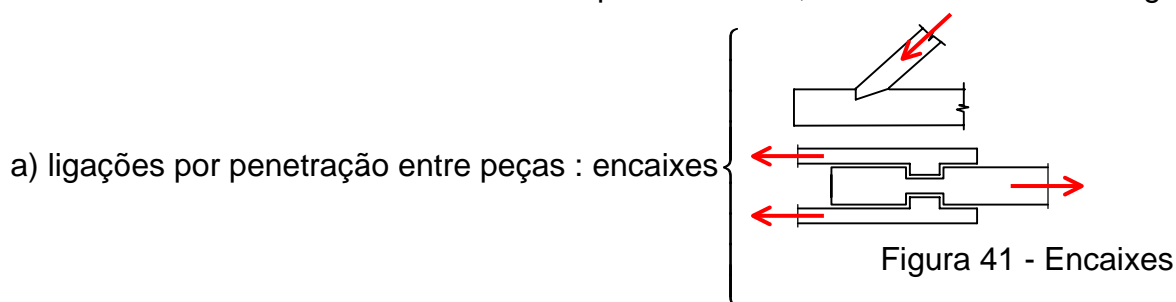 a) ligações por penetração entre peças : encaixes
Figura 41 - Encaixes